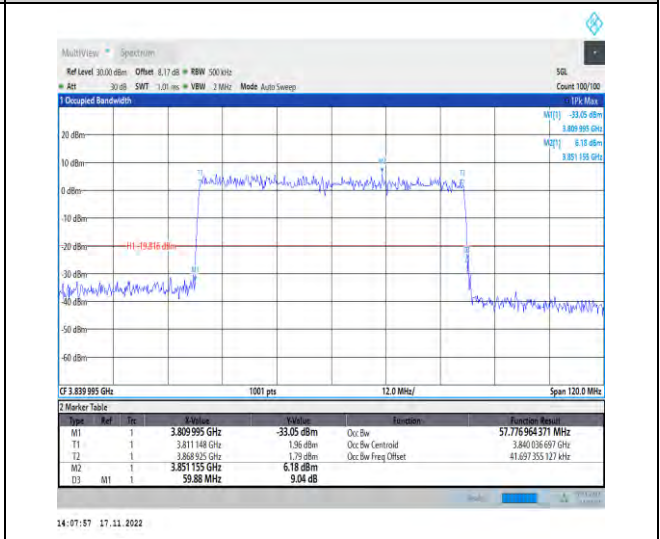 MultiView Spectrum
Ref Level 30.00 dBm Offset 8.17 dB RBW 500 kHz SGL
Att 30 dB SWT 1.01 ms VBW 2 MHz Mode Auto Sweep Count 100/100
1 Occupied Bandwidth 1Pk Max
M1[1] -33.05 dBm
3.809 995 GHz
M2[1] 6.18 dBm
3.851 155 GHz
20 dBm
10 dBm
0 dBm
-10 dBm
-20 dBm
H1 -19.816 dBm
-30 dBm
-40 dBm
-50 dBm
-60 dBm
T1
T2
M1
CF 3.839 995 GHz 1001 pts 12.0 MHz/ Span 120.0 MHz
2 Marker Table
Type Ref Trc X-Value Y-Value Function Function Result
M1 1 3.809 995 GHz -33.05 dBm Occ Bw 57.776 964 371 MHz
T1 1 3.811 148 GHz 1.96 dBm Occ Bw Centroid 3.840 036 697 GHz
T2 1 3.868 925 GHz 1.79 dBm Occ Bw Freq Offset 41.697 355 127 kHz
M2 1 3.851 155 GHz 6.18 dBm
D3 M1 1 59.88 MHz 9.04 dB
14:07:57 17.11.2022